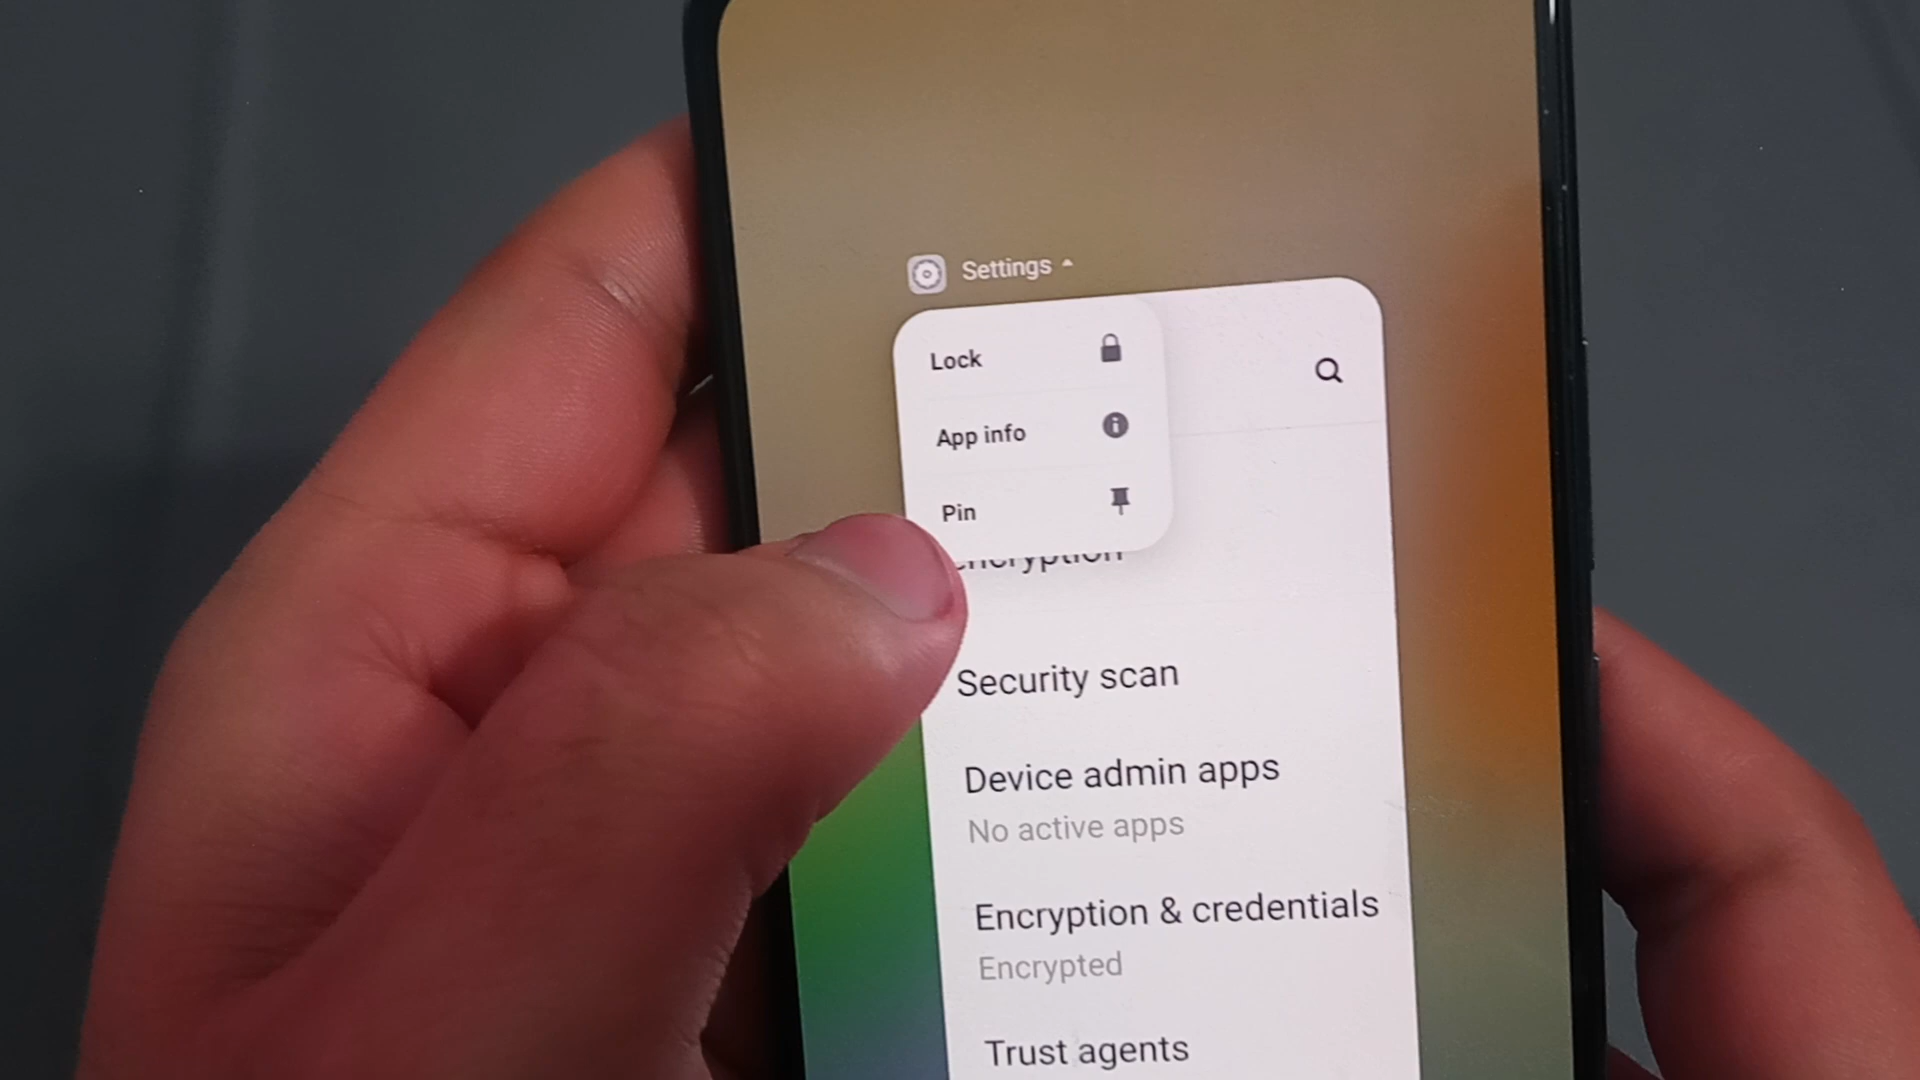 Settings
Lock
App info
Pin
Security scan
Device admin apps
No active apps
Encryption & credentials
Encrypted
Trust agents